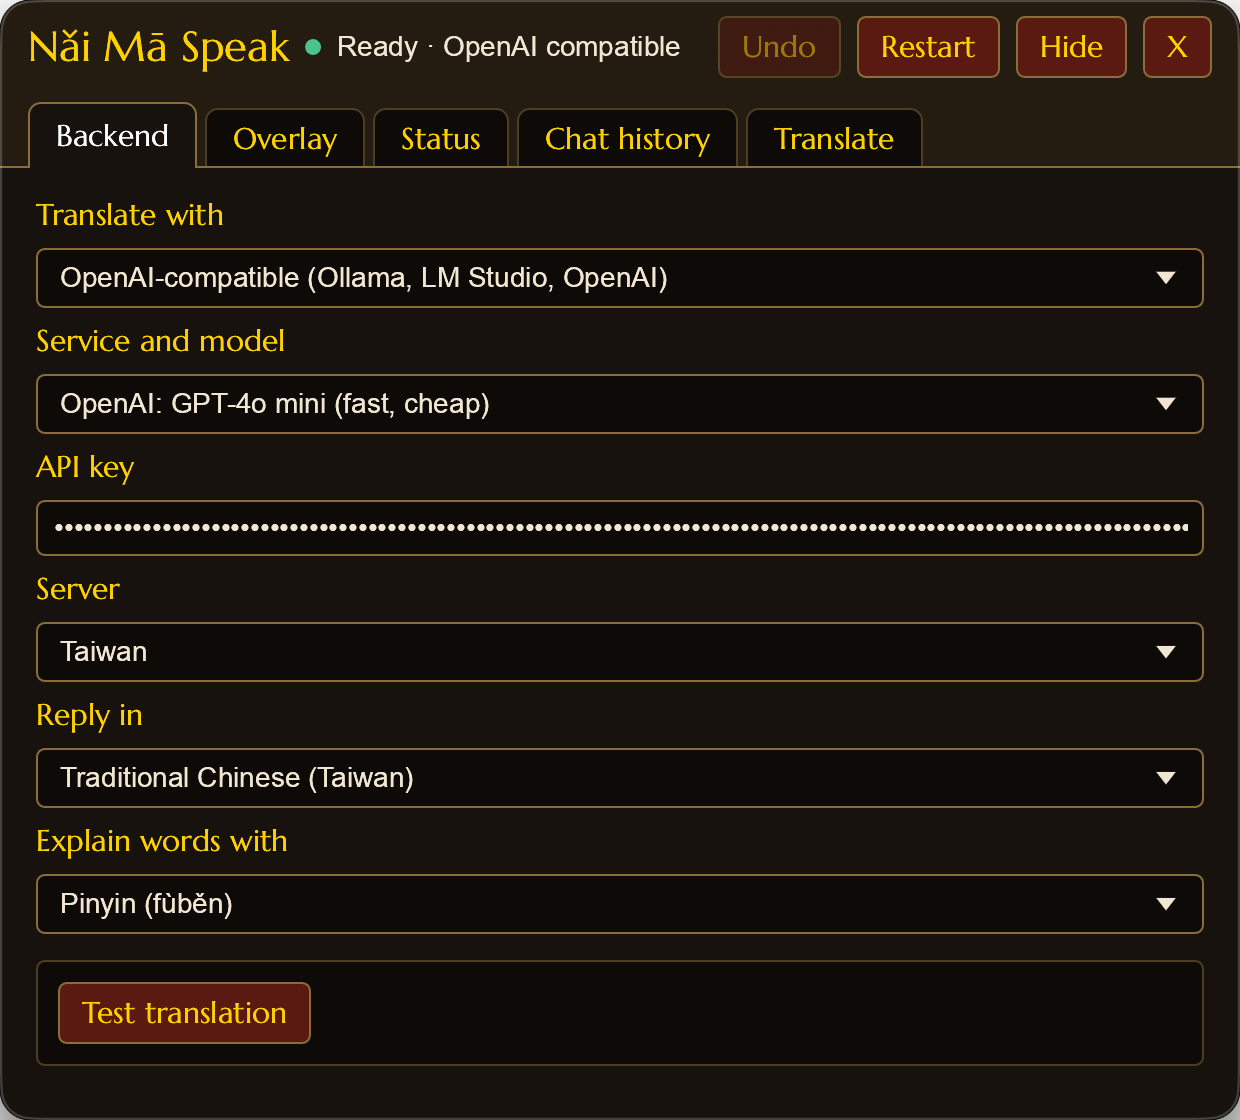 Nǎi Mā Speak
Ready · OpenAI compatible
Undo
Restart
Hide
X
Backend
Overlay
Status
Chat history
Translate
Translate with
OpenAI-compatible (Ollama, LM Studio, OpenAI)
Service and model
OpenAI: GPT-4o mini (fast, cheap)
API key
Server
Taiwan
Reply in
Traditional Chinese (Taiwan)
Explain words with
Pinyin (fùběn)
Test translation